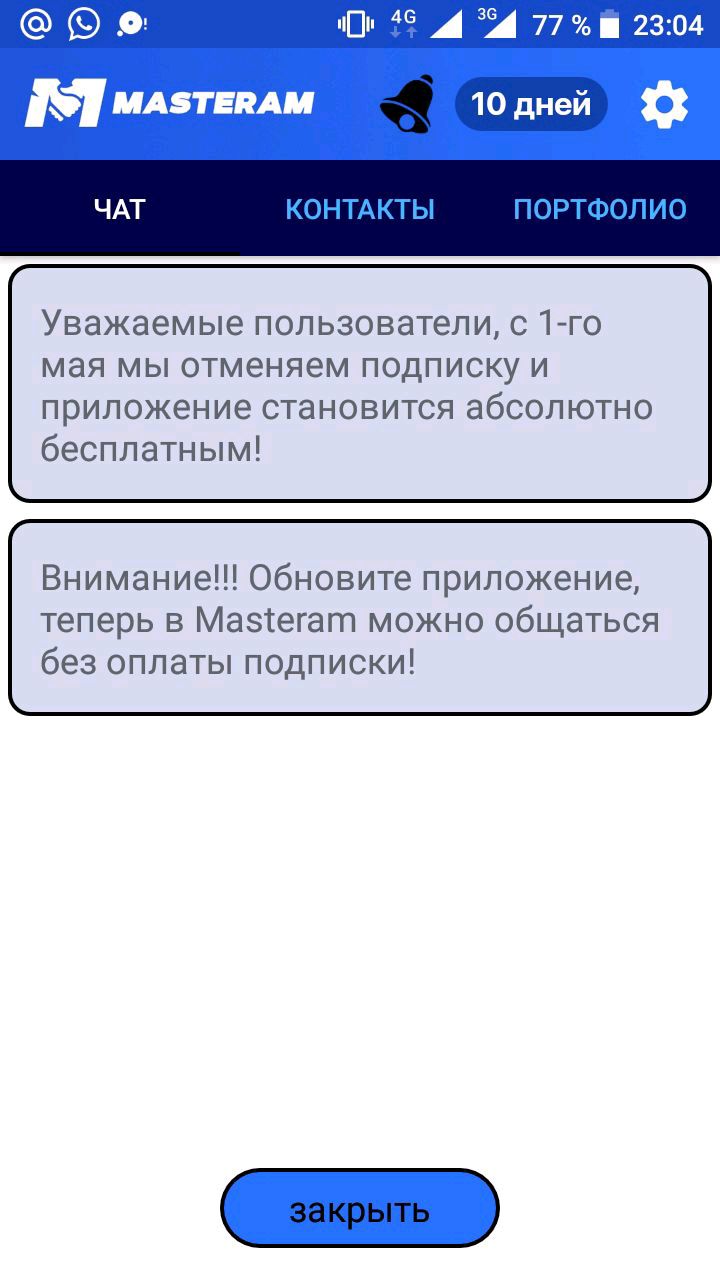 4G 3G 77 % 23:04
MASTERAM 10 дней
ЧАТ КОНТАКТЫ ПОРТФОЛИО
Уважаемые пользователи, с 1-го
мая мы отменяем подписку и
приложение становится абсолютно
бесплатным!
Внимание!!! Обновите приложение,
теперь в Masteram можно общаться
без оплаты подписки!
закрыть